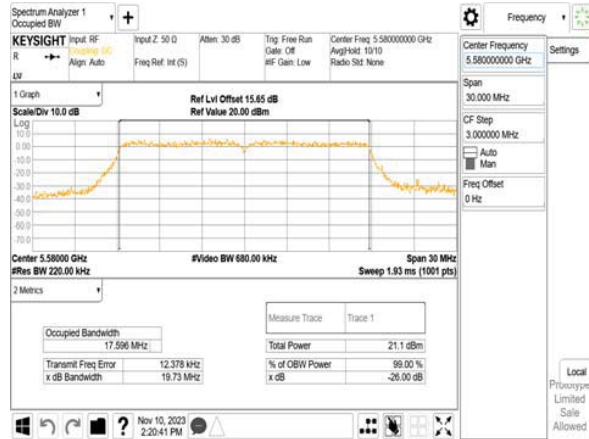 Spectrum Analyzer 1
Occupied BW
+
Frequency
KEYSIGHT
R
Input: RF
Coupling: DC
Align: Auto
Input Z: 50 Ω
Freq Ref: Int (S)
Atten: 30 dB
Trig: Free Run
Gate: Off
#IF Gain: Low
Center Freq: 5.580000000 GHz
Avg|Hold: 10/10
Radio Std: None
Center Frequency
5.580000000 GHz
Settings
Span
30.000 MHz
CF Step
3.000000 MHz
Auto
Man
Freq Offset
0 Hz
1 Graph
Scale/Div 10.0 dB
Ref Lvl Offset 15.65 dB
Ref Value 20.00 dBm
Log
10.0
0.00
-10.0
-20.0
-30.0
-40.0
-50.0
-60.0
-70.0
Center 5.58000 GHz
#Res BW 220.00 kHz
#Video BW 680.00 kHz
Span 30 MHz
Sweep 1.93 ms (1001 pts)
2 Metrics
Measure Trace Trace 1
Occupied Bandwidth
17.596 MHz
Total Power 21.1 dBm
Transmit Freq Error 12.378 kHz
% of OBW Power 99.00 %
x dB Bandwidth 19.73 MHz
x dB -26.00 dB
Local
Prototype
Limited
Sale
Allowed
?
Nov 10, 2023
2:20:41 PM